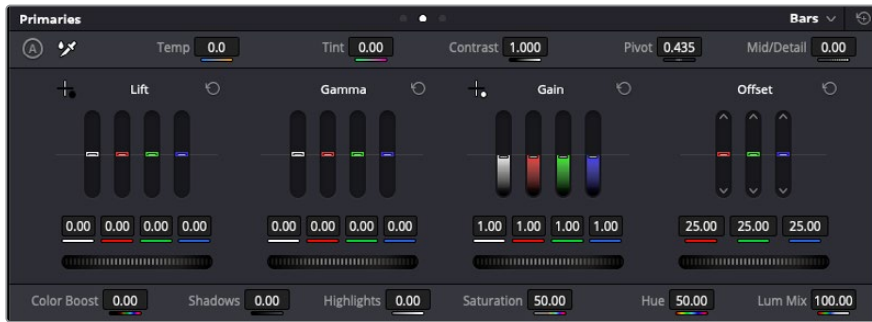 Primaries Bars
A Temp 0.0 Tint 0.00 Contrast 1.000 Pivot 0.435 Mid/Detail 0.00
Lift Gamma Gain Offset
0.00 0.00 0.00 0.00 0.00 0.00 0.00 0.00 1.00 1.00 1.00 1.00 25.00 25.00 25.00
Color Boost 0.00 Shadows 0.00 Highlights 0.00 Saturation 50.00 Hue 50.00 Lum Mix 100.00